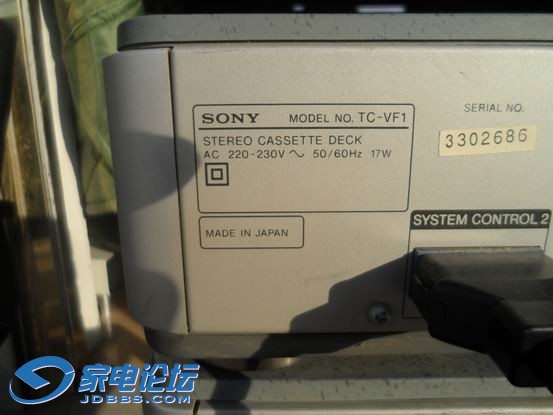 SONY MODEL NO. TC-VF1
STEREO CASSETTE DECK
AC 220-230V ~ 50/60Hz 17W
MADE IN JAPAN
SERIAL NO.
3302686
SYSTEM CONTROL 2
家电论坛
JDBBS.COM